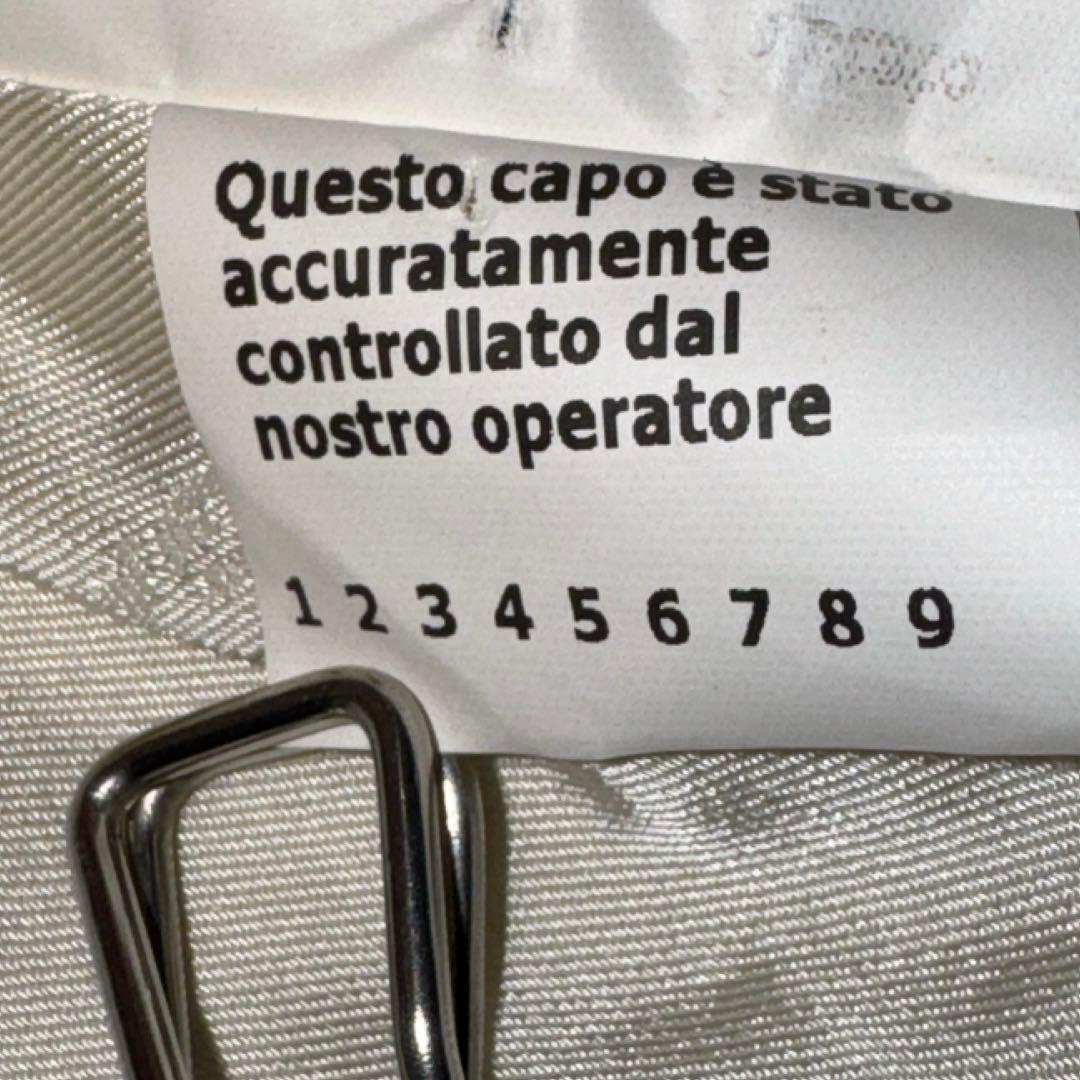 Questo capo è stato
accuratamente
controllato dal
nostro operatore
1 2 3 4 5 6 7 8 9